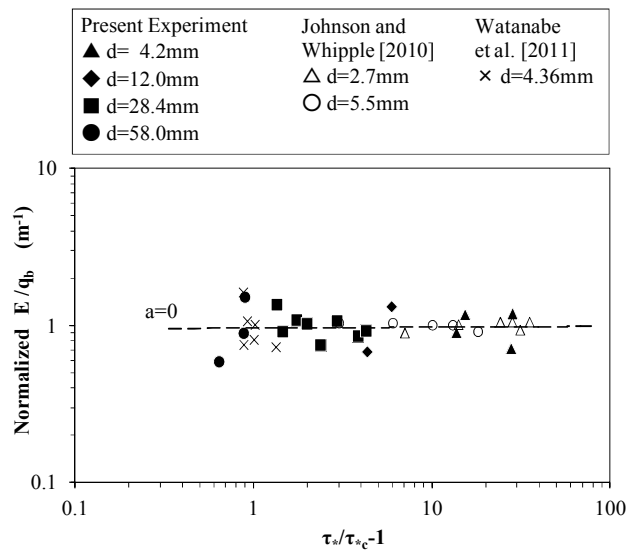 Present Experiment Johnson and Watanabe
Whipple [2010] et al. [2011]
▲ d= 4.2mm △ d=2.7mm × d=4.36mm
◆ d=12.0mm ○ d=5.5mm
■ d=28.4mm
● d=58.0mm
10
1
0.1
Normalized E/q_b (m⁻¹)
a=0
0.1 1 10 100
τ*/τ*c-1